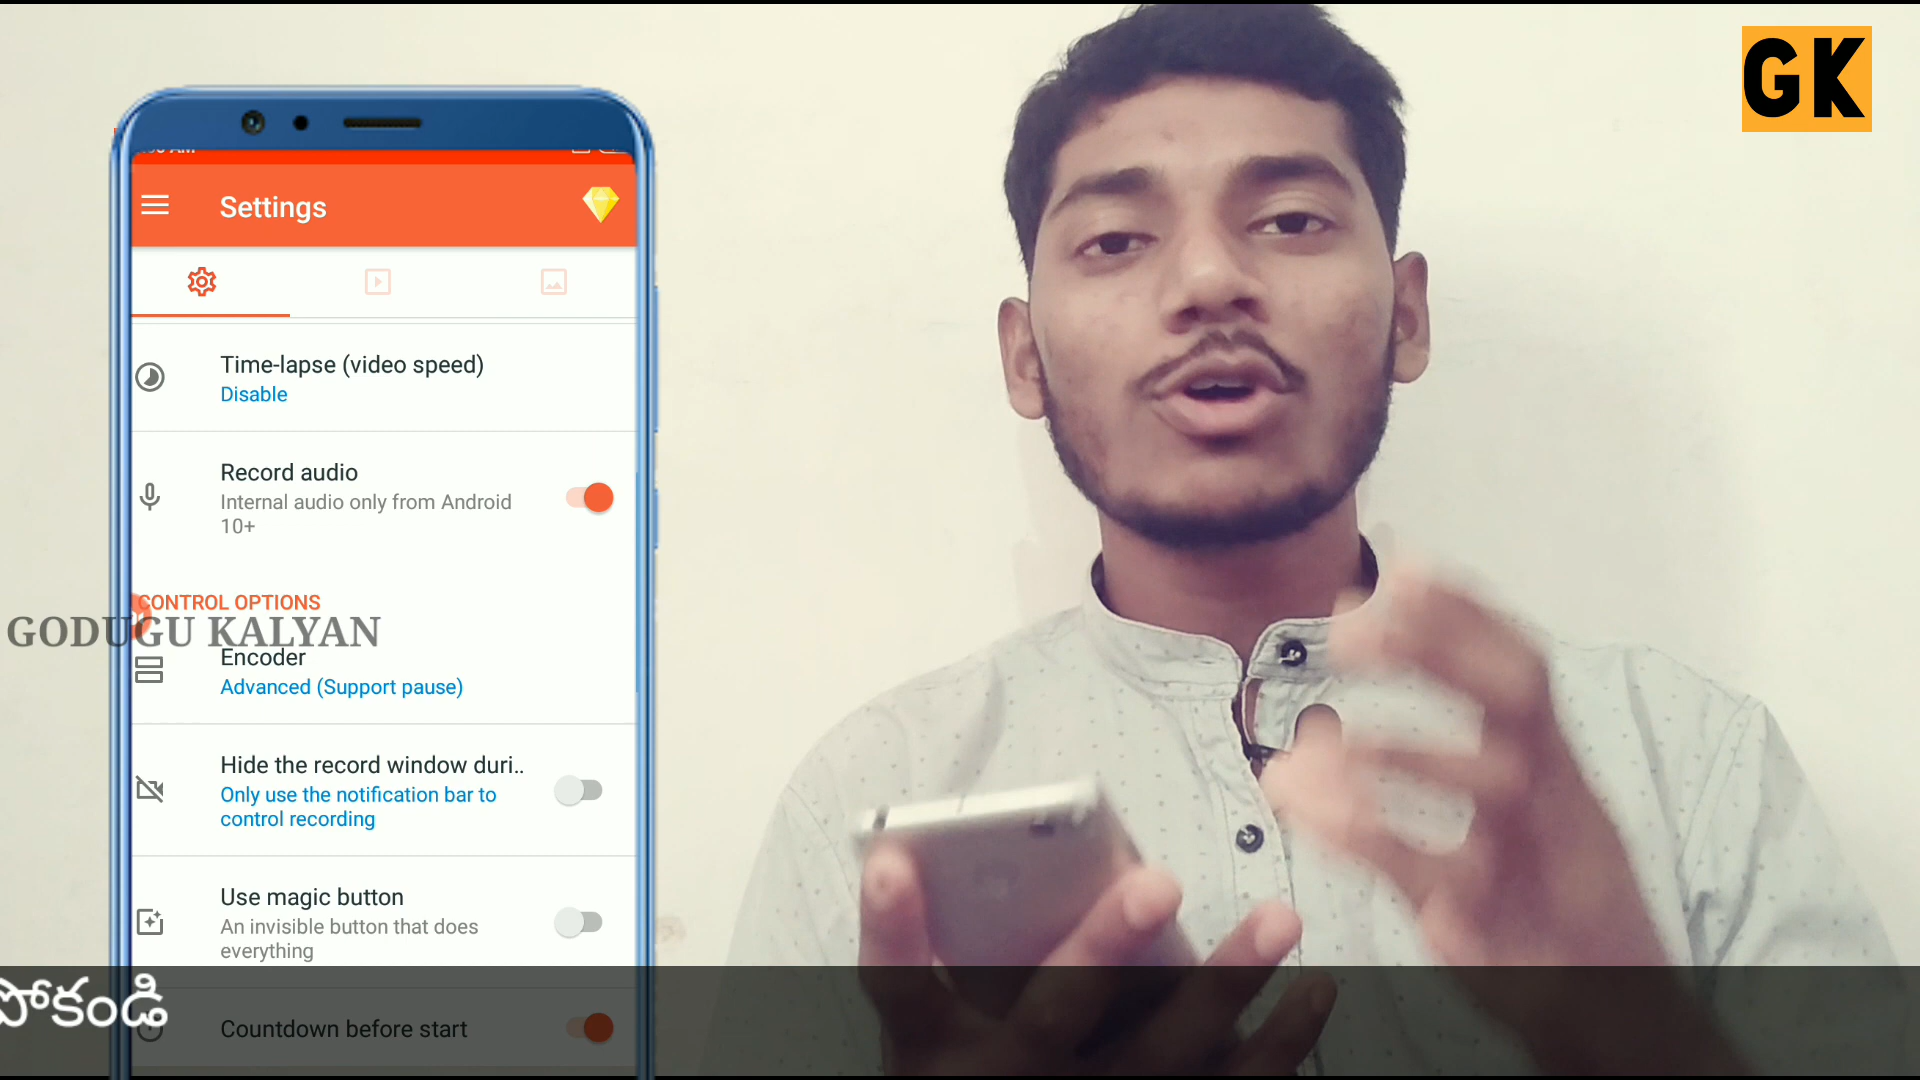 GK
Settings
Time-lapse (video speed)
Disable
Record audio
Internal audio only from Android
10+
CONTROL OPTIONS
GODUGU KALYAN
Encoder
Advanced (Support pause)
Hide the record window duri..
Only use the notification bar to
control recording
Use magic button
An invisible button that does
everything
పోకండి
Countdown before start